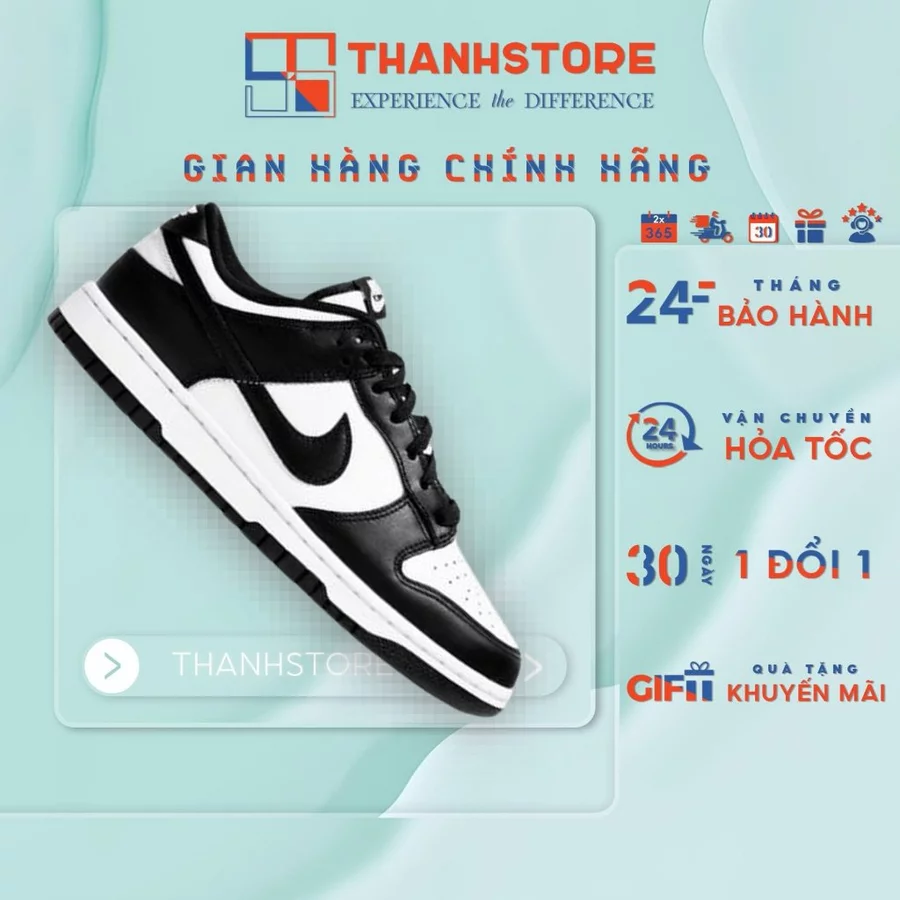 THANHSTORE
EXPERIENCE the DIFFERENCE
GIAN HÀNG CHÍNH HÃNG
2x
365
30
24-
THÁNG
BẢO HÀNH
24
HOURS
VẬN CHUYỂN
HỎA TỐC
30 NGÀY 1 ĐỔI 1
GIFT
QUÀ TẶNG
KHUYẾN MÃI
THANHSTORE